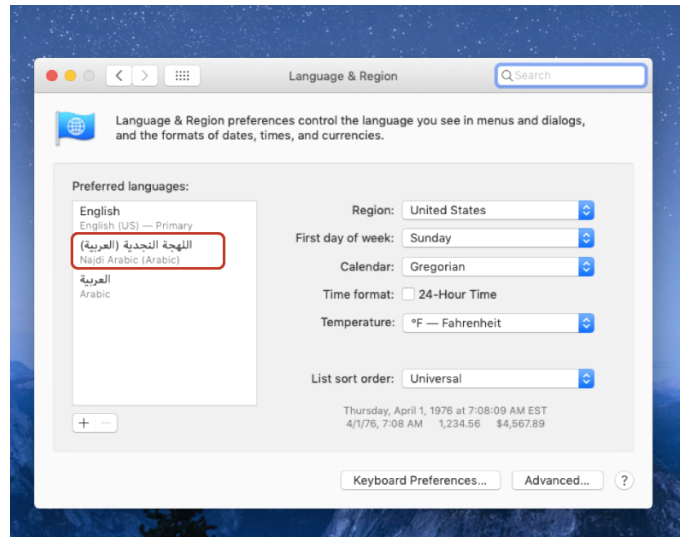 Language & Region
Search
Language & Region preferences control the language you see in menus and dialogs,
and the formats of dates, times, and currencies.
Preferred languages:
English
English (US) — Primary
اللهجة النجدية (العربية)
Najdi Arabic (Arabic)
العربية
Arabic
+ −
Region: United States
First day of week: Sunday
Calendar: Gregorian
Time format: 24-Hour Time
Temperature: °F — Fahrenheit
List sort order: Universal
Thursday, April 1, 1976 at 7:08:09 AM EST
4/1/76, 7:08 AM 1,234.56 $4,567.89
Keyboard Preferences... Advanced... ?